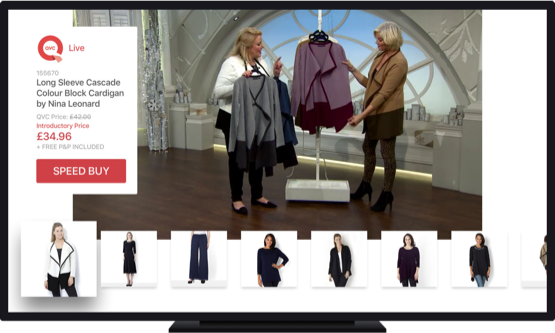 QVC
Live
155670
Long Sleeve Cascade
Colour Block Cardigan
by Nina Leonard
QVC Price: £42.00
Introductory Price
£34.96
+ FREE P&P INCLUDED
SPEED BUY